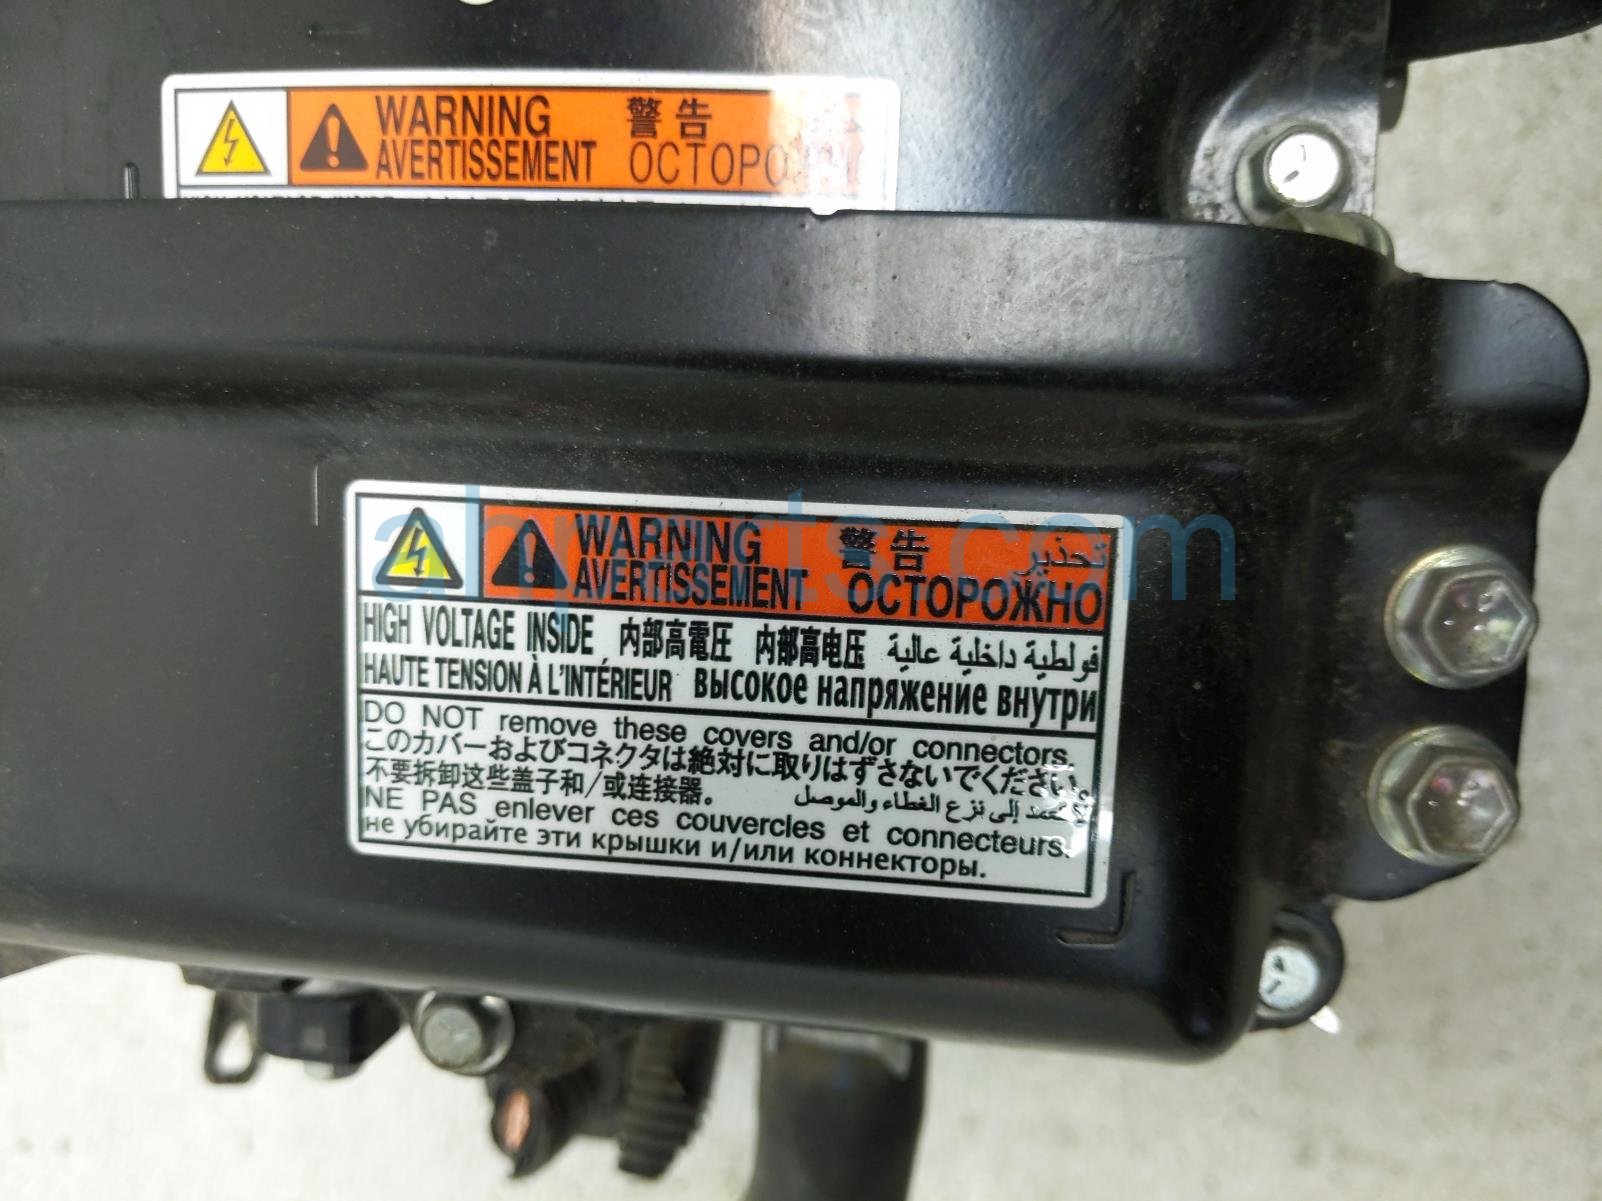 WARNING 警告
AVERTISSEMENT
WARNING 警告 تحذير
AVERTISSEMENT ОСТОРОЖНО
HIGH VOLTAGE INSIDE 内部高電圧 内部高电压 فولطية داخلية عالية
HAUTE TENSION À L'INTÉRIEUR высокое напряжение внутри
DO NOT remove these covers and/or connectors.
このカバーおよびコネクタは絶対に取りはずさないでください。
不要拆卸这些盖子和/或连接器。 إلى نزع الغطاء والموصل
NE PAS enlever ces couvercles et connecteurs.
не убирайте эти крышки и/или коннекторы.
ahparts.com